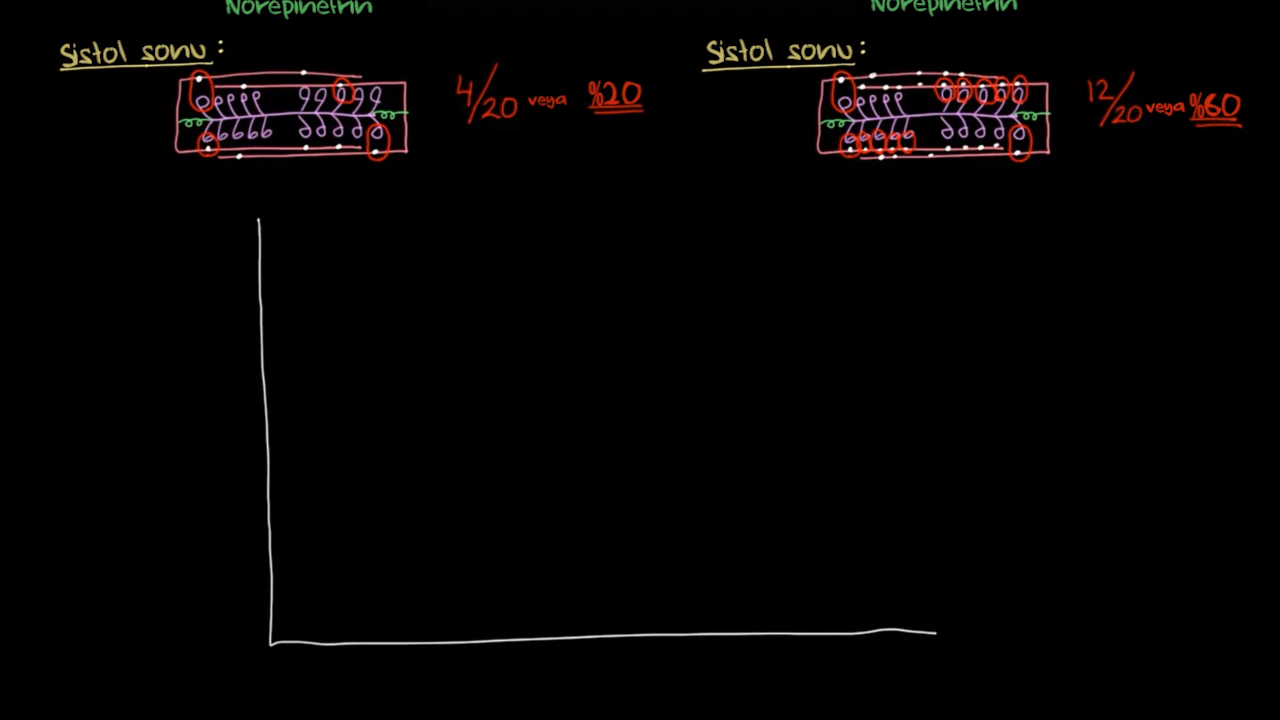 Norepinefrin
Norepinefrin
Sistol sonu:
Sistol sonu:
4/20 veya %20
12/20 veya %60